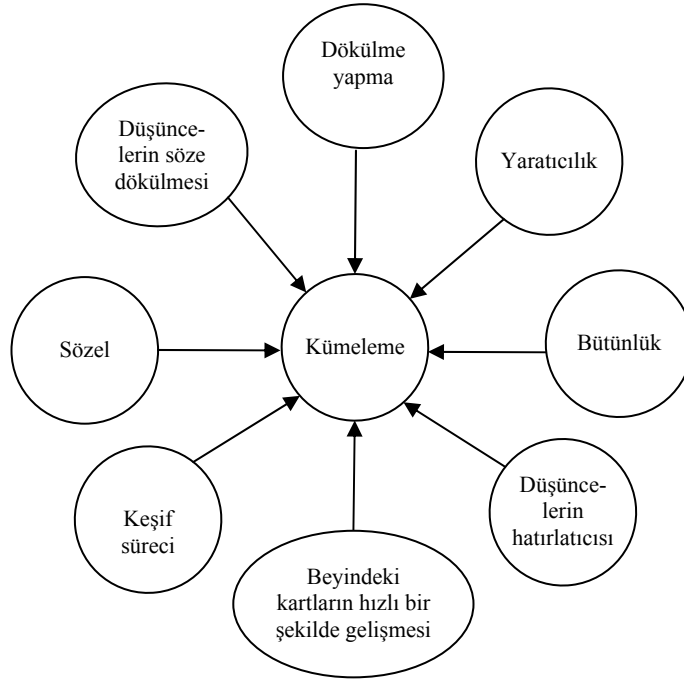 Dökülme
yapma
Düşünce-
lerin söze
dökülmesi
Yaratıcılık
Sözel
Kümeleme
Bütünlük
Keşif
süreci
Düşünce-
lerin
hatırlatıcısı
Beyindeki
kartların hızlı bir
şekilde gelişmesi